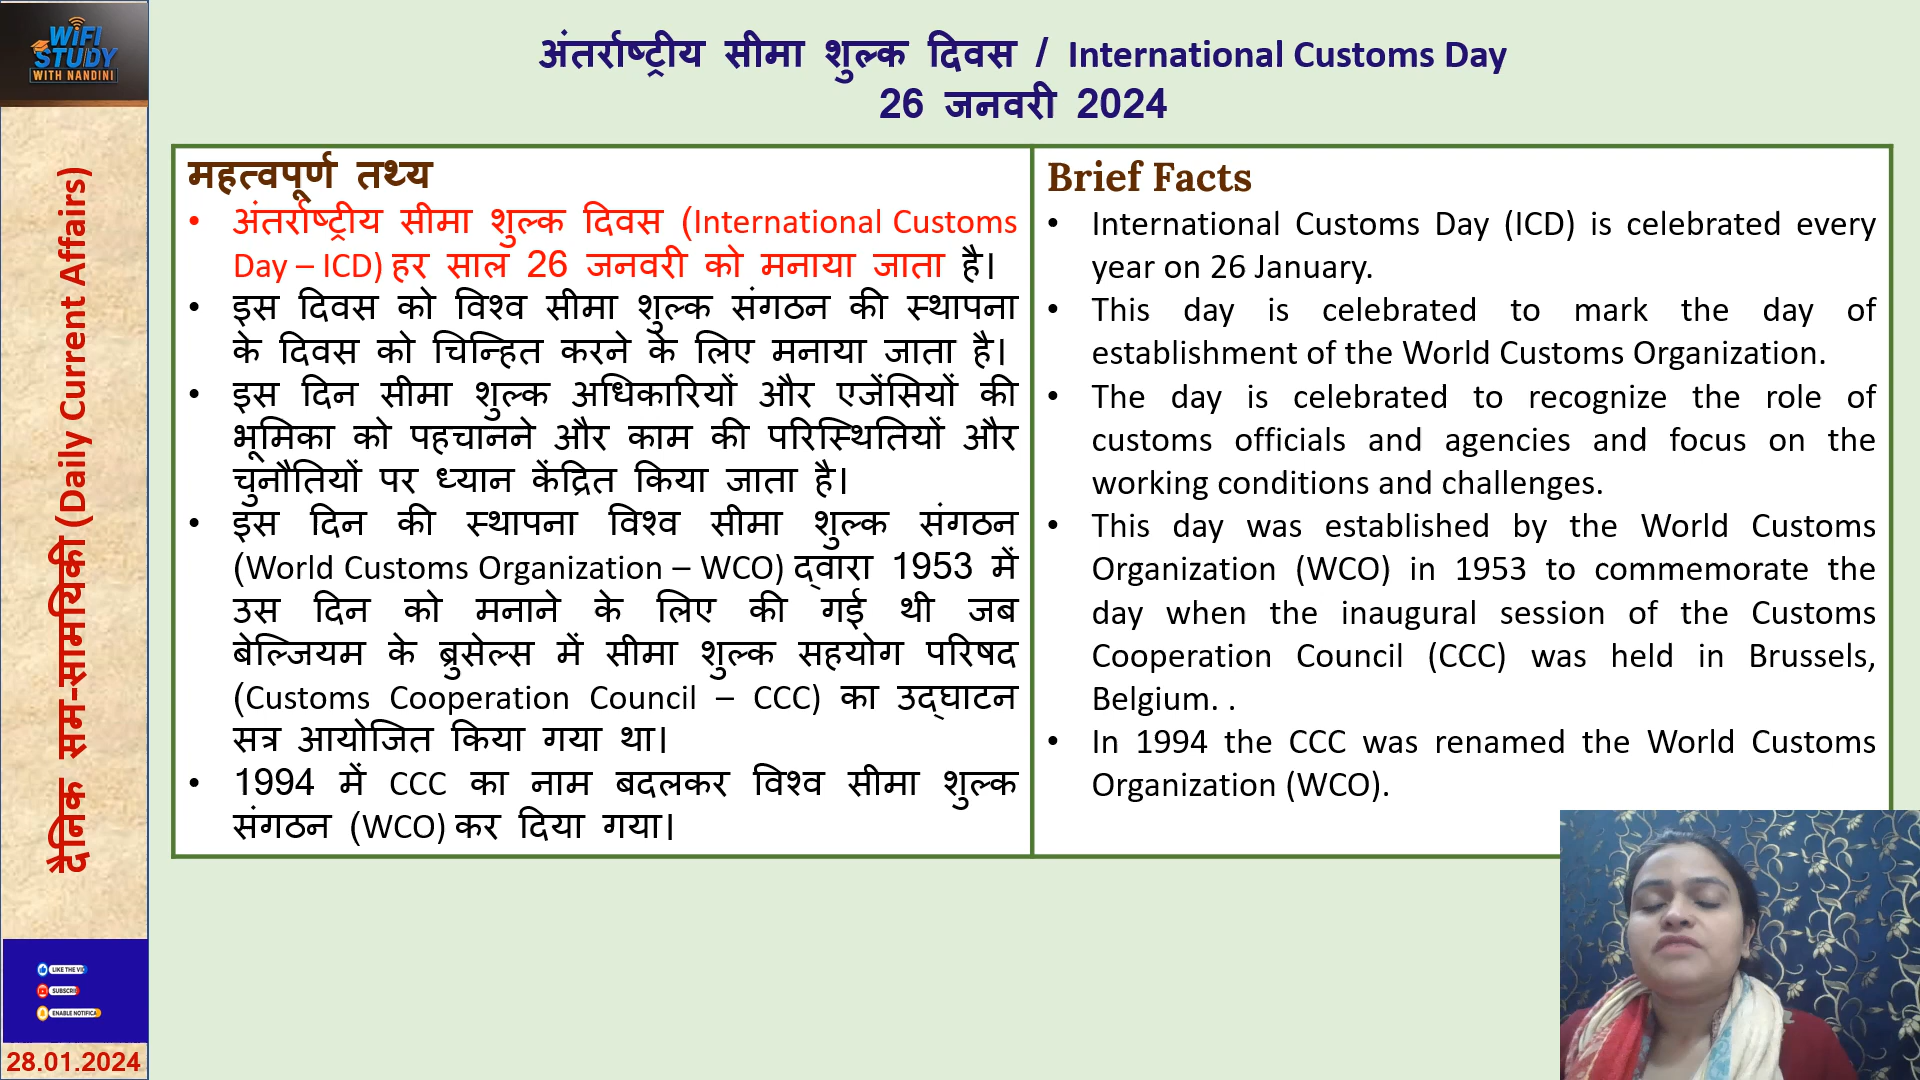 WiFi
STUDY
WITH NANDINI
दैनिक सम-सामयिकी (Daily Current Affairs)
LIKE THE VI
SUBSCRI
ENABLE NOTIFICA
28.01.2024
अंतर्राष्ट्रीय सीमा शुल्क दिवस / International Customs Day
26 जनवरी 2024
महत्वपूर्ण तथ्य
• अंतर्राष्ट्रीय सीमा शुल्क दिवस (International Customs
Day – ICD) हर साल 26 जनवरी को मनाया जाता है।
• इस दिवस को विश्व सीमा शुल्क संगठन की स्थापना
के दिवस को चिन्हित करने के लिए मनाया जाता है।
• इस दिन सीमा शुल्क अधिकारियों और एजेंसियों की
भूमिका को पहचानने और काम की परिस्थितियों और
चुनौतियों पर ध्यान केंद्रित किया जाता है।
• इस दिन की स्थापना विश्व सीमा शुल्क संगठन
(World Customs Organization – WCO) द्वारा 1953 में
उस दिन को मनाने के लिए की गई थी जब
बेल्जियम के ब्रुसेल्स में सीमा शुल्क सहयोग परिषद
(Customs Cooperation Council – CCC) का उद्घाटन
सत्र आयोजित किया गया था।
• 1994 में CCC का नाम बदलकर विश्व सीमा शुल्क
संगठन (WCO) कर दिया गया।
Brief Facts
• International Customs Day (ICD) is celebrated every
year on 26 January.
• This day is celebrated to mark the day of
establishment of the World Customs Organization.
• The day is celebrated to recognize the role of
customs officials and agencies and focus on the
working conditions and challenges.
• This day was established by the World Customs
Organization (WCO) in 1953 to commemorate the
day when the inaugural session of the Customs
Cooperation Council (CCC) was held in Brussels,
Belgium. .
• In 1994 the CCC was renamed the World Customs
Organization (WCO).